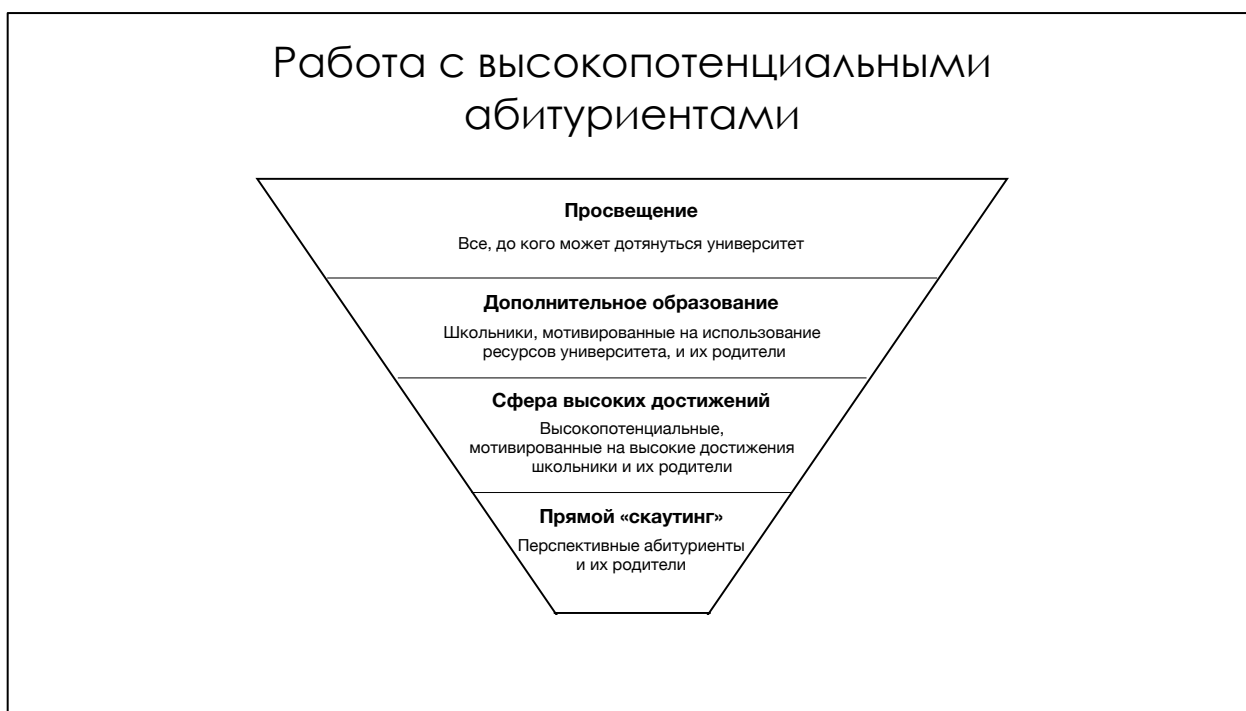 Работа с высокопотенциальными
абитуриентами
Просвещение
Все, до кого может дотянуться университет
Дополнительное образование
Школьники, мотивированные на использование
ресурсов университета, и их родители
Сфера высоких достижений
Высокопотенциальные,
мотивированные на высокие достижения
школьники и их родители
Прямой «скаутинг»
Перспективные абитуриенты
и их родители